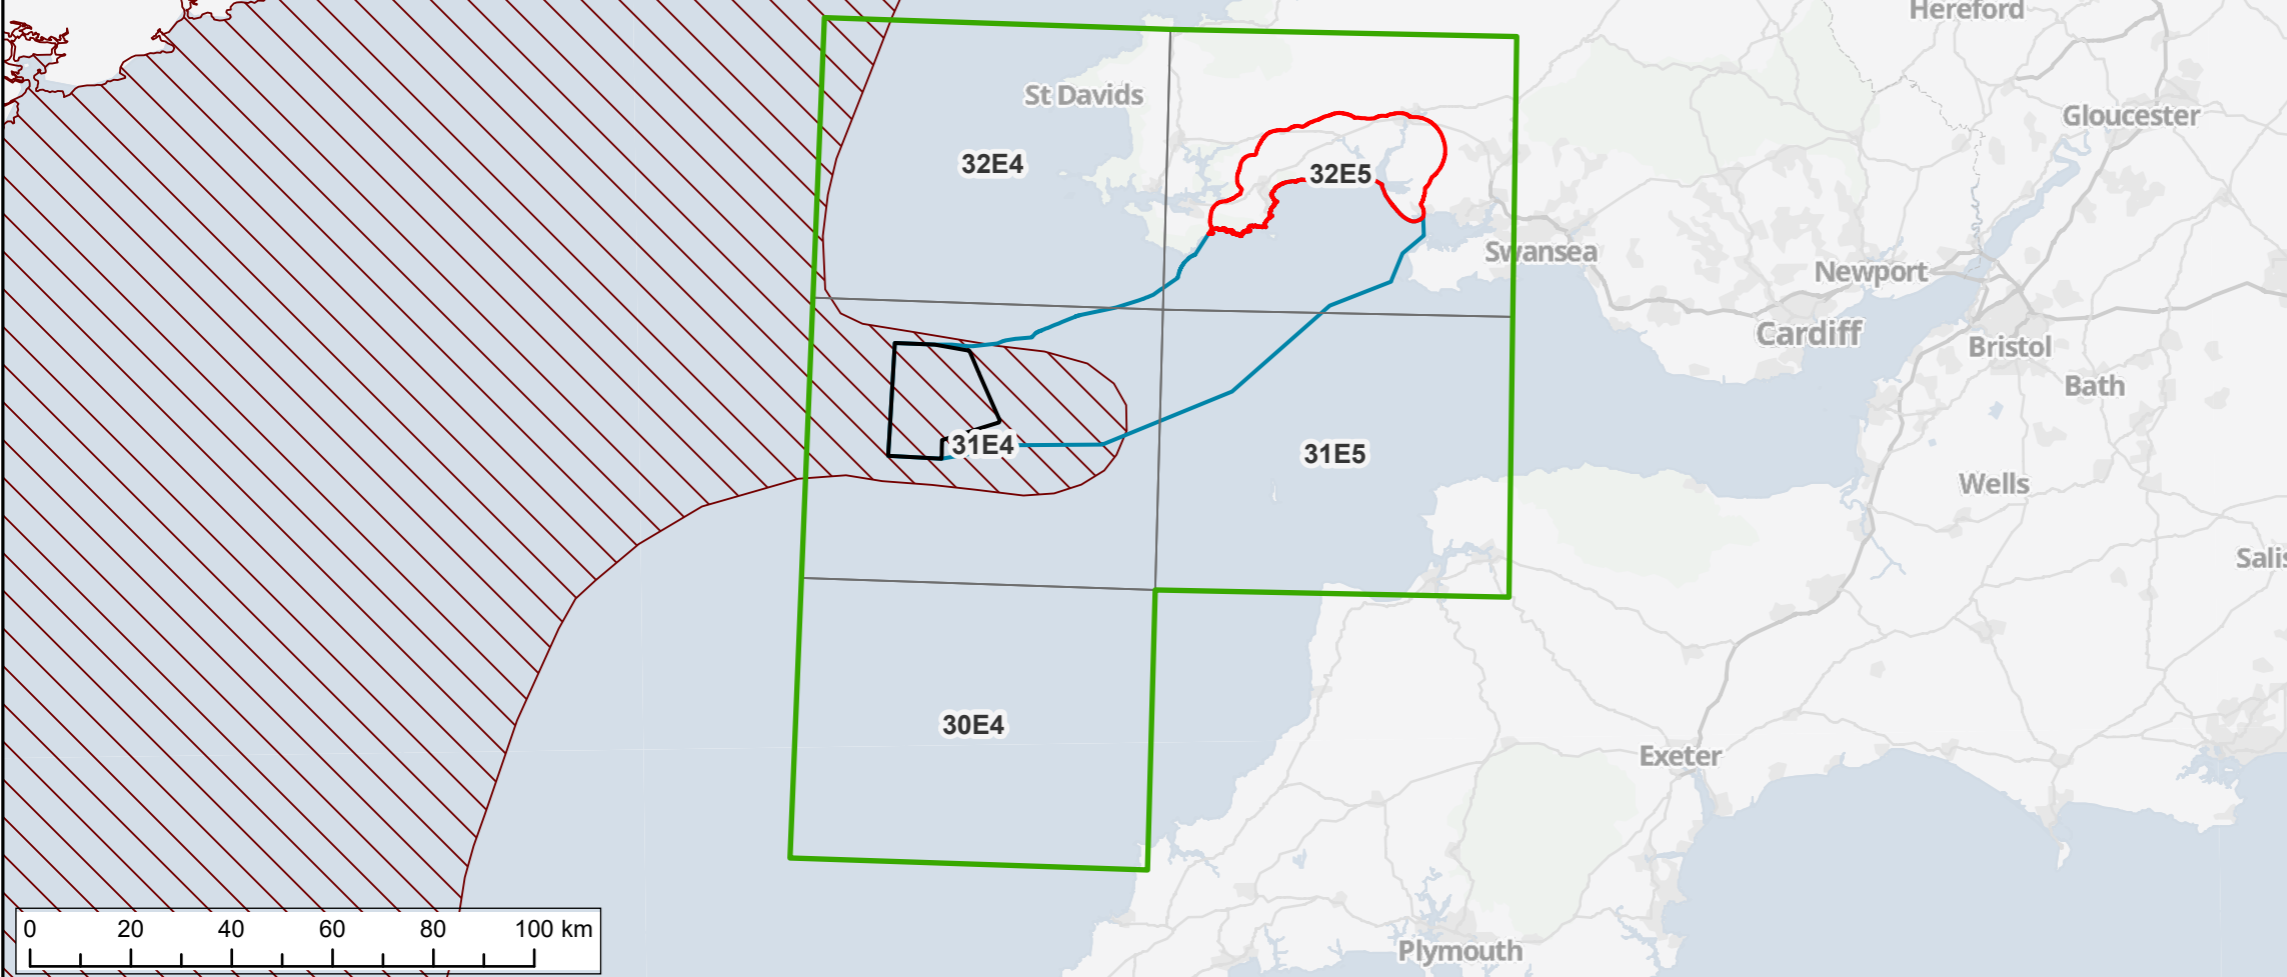 Hereford
St Davids
Gloucester
32E4
32E5
Swansea
Newport
Cardiff
Bristol
Bath
31E4
31E5
Wells
Salis
30E4
Exeter
0 20 40 60 80 100 km
Plymouth